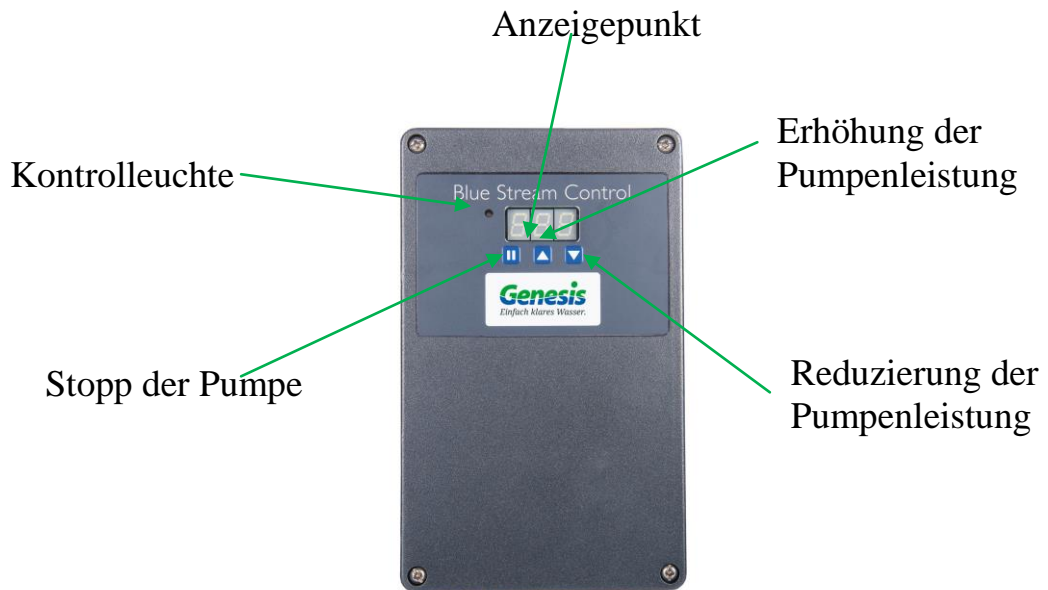 Anzeigepunkt
Erhöhung der
Pumpenleistung
Kontrolleuchte
Blue Stream Control
Genesis
Einfach klares Wasser.
Stopp der Pumpe
Reduzierung der
Pumpenleistung